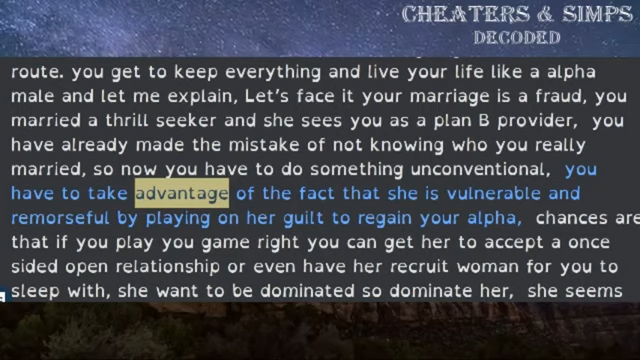 CHEATERS & SIMPS
DECODED
route. you get to keep everything and live your life like a alpha
male and let me explain, Let's face it your marriage is a fraud, you
married a thrill seeker and she sees you as a plan B provider, you
have already made the mistake of not knowing who you really
married, so now you have to do something unconventional, you
have to take advantage of the fact that she is vulnerable and
remorseful by playing on her guilt to regain your alpha, chances are
that if you play you game right you can get her to accept a once
sided open relationship or even have her recruit woman for you to
sleep with, she want to be dominated so dominate her, she seems